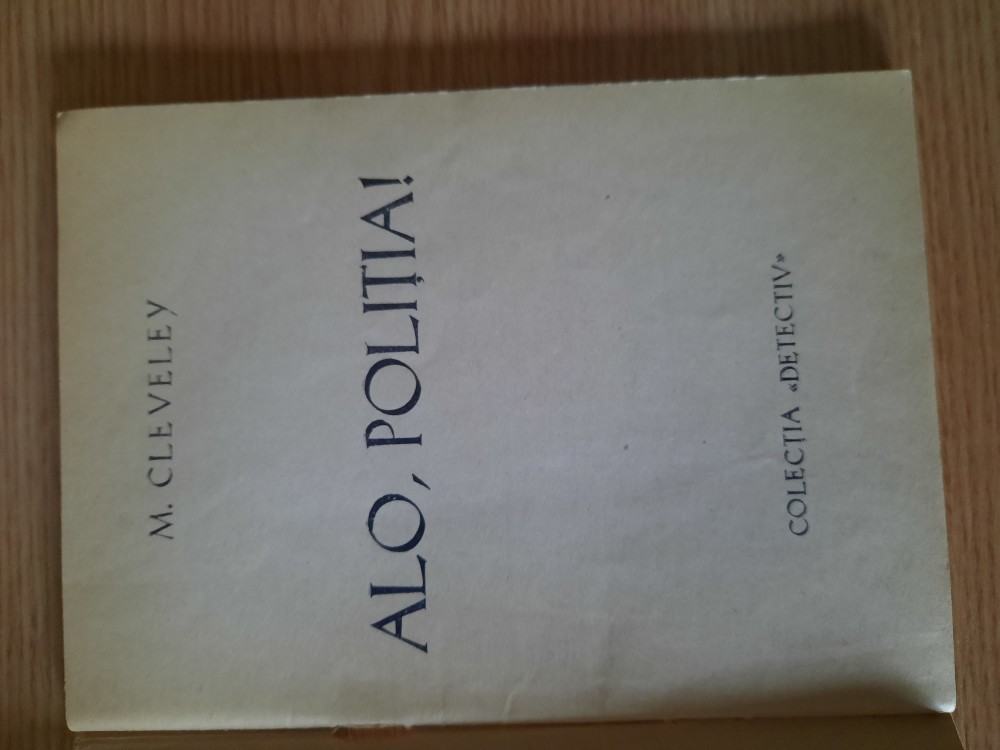 M. CLEVELEY
ALO, POLIȚIA!
COLECȚIA «DETECTIV»